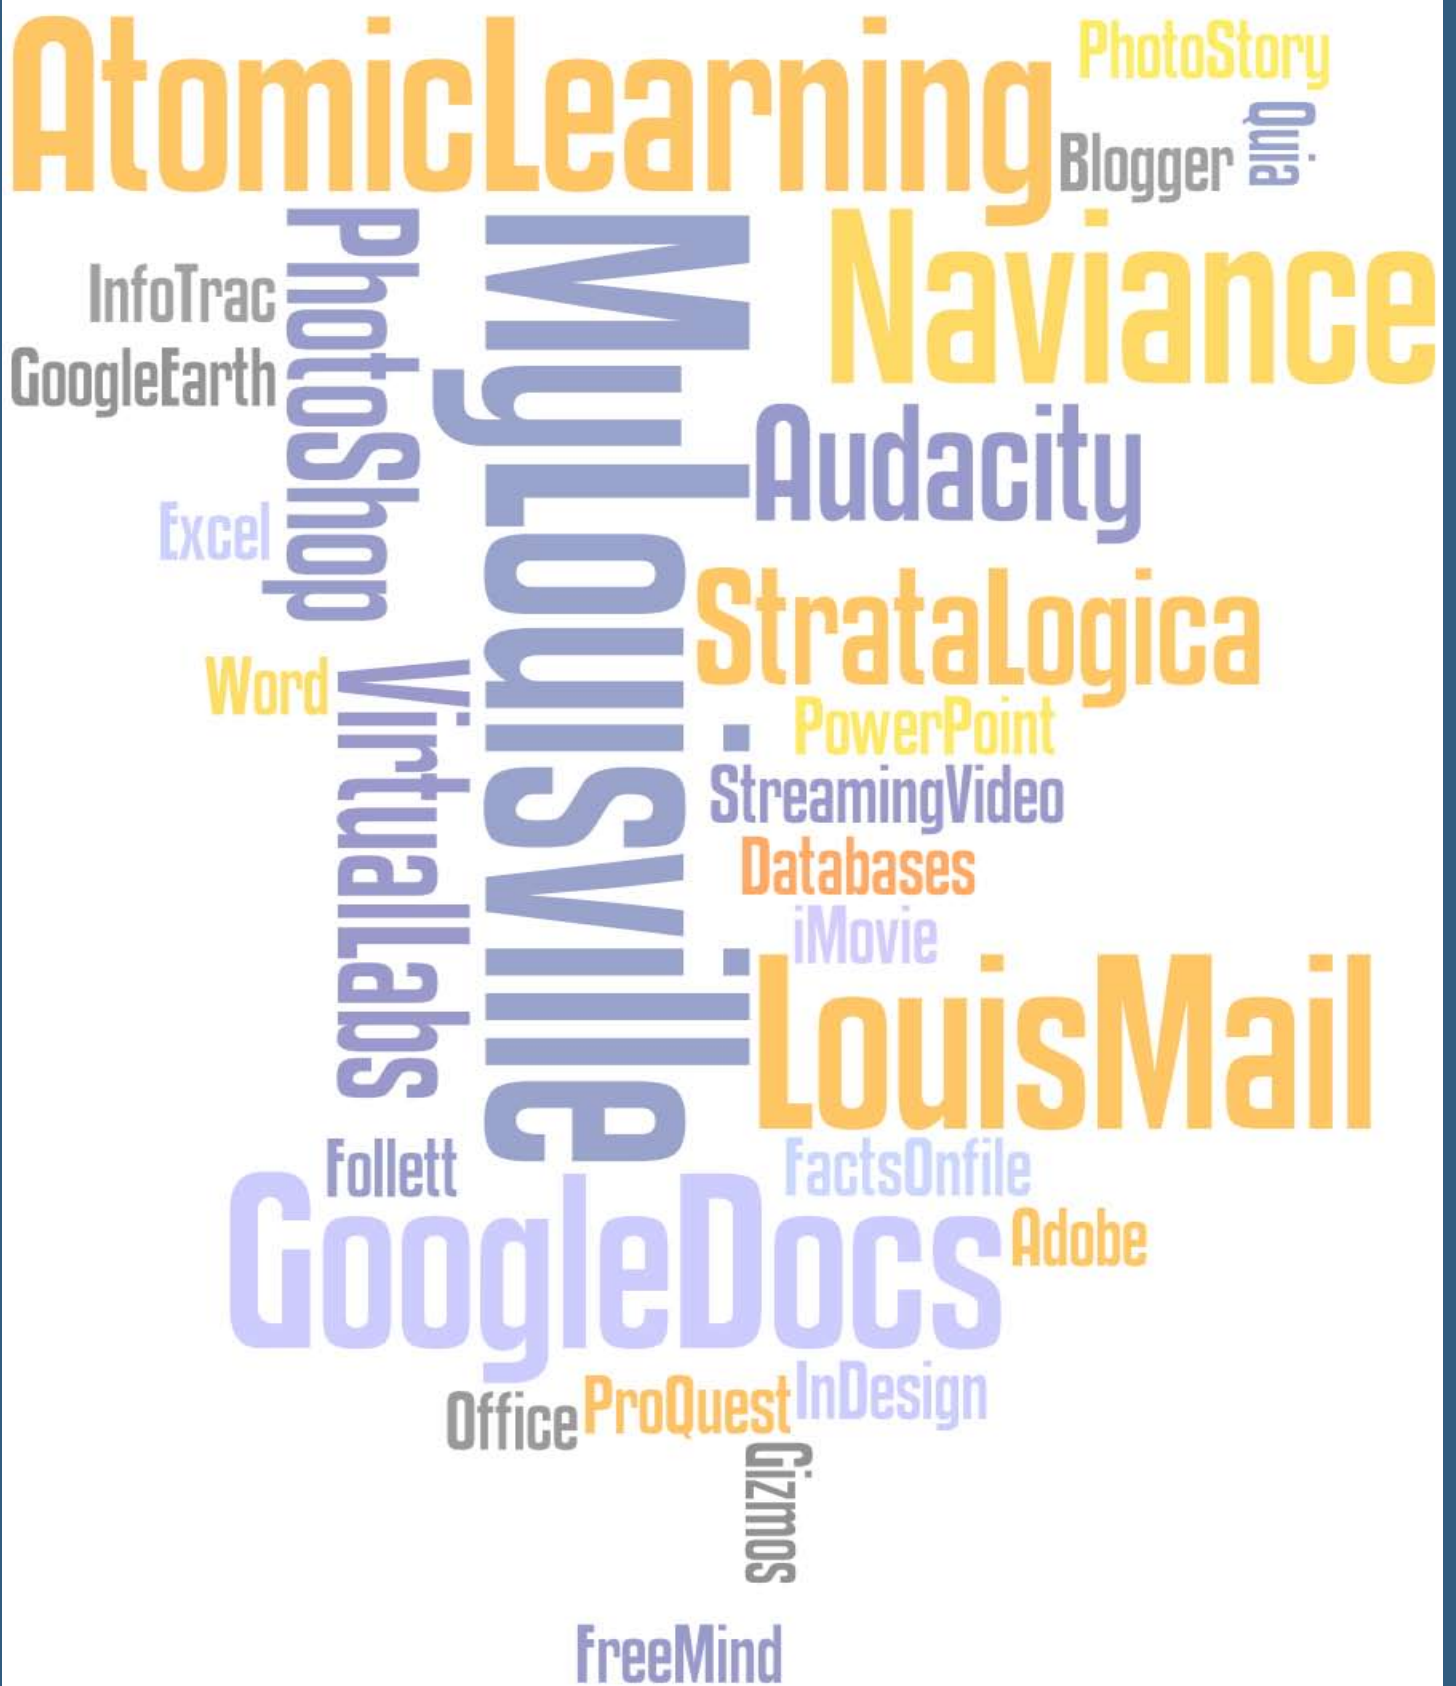 AtomicLearning
PhotoStory
Quia
Blogger
PhotoShop
MyLouisville
Naviance
InfoTrac
GoogleEarth
Audacity
Excel
StrataLogica
Word
VirtualLabs
PowerPoint
StreamingVideo
Databases
iMovie
LouisMail
Follett
FactsOnfile
GoogleDocs
Adobe
Office
ProQuest
InDesign
Gizmos
FreeMind